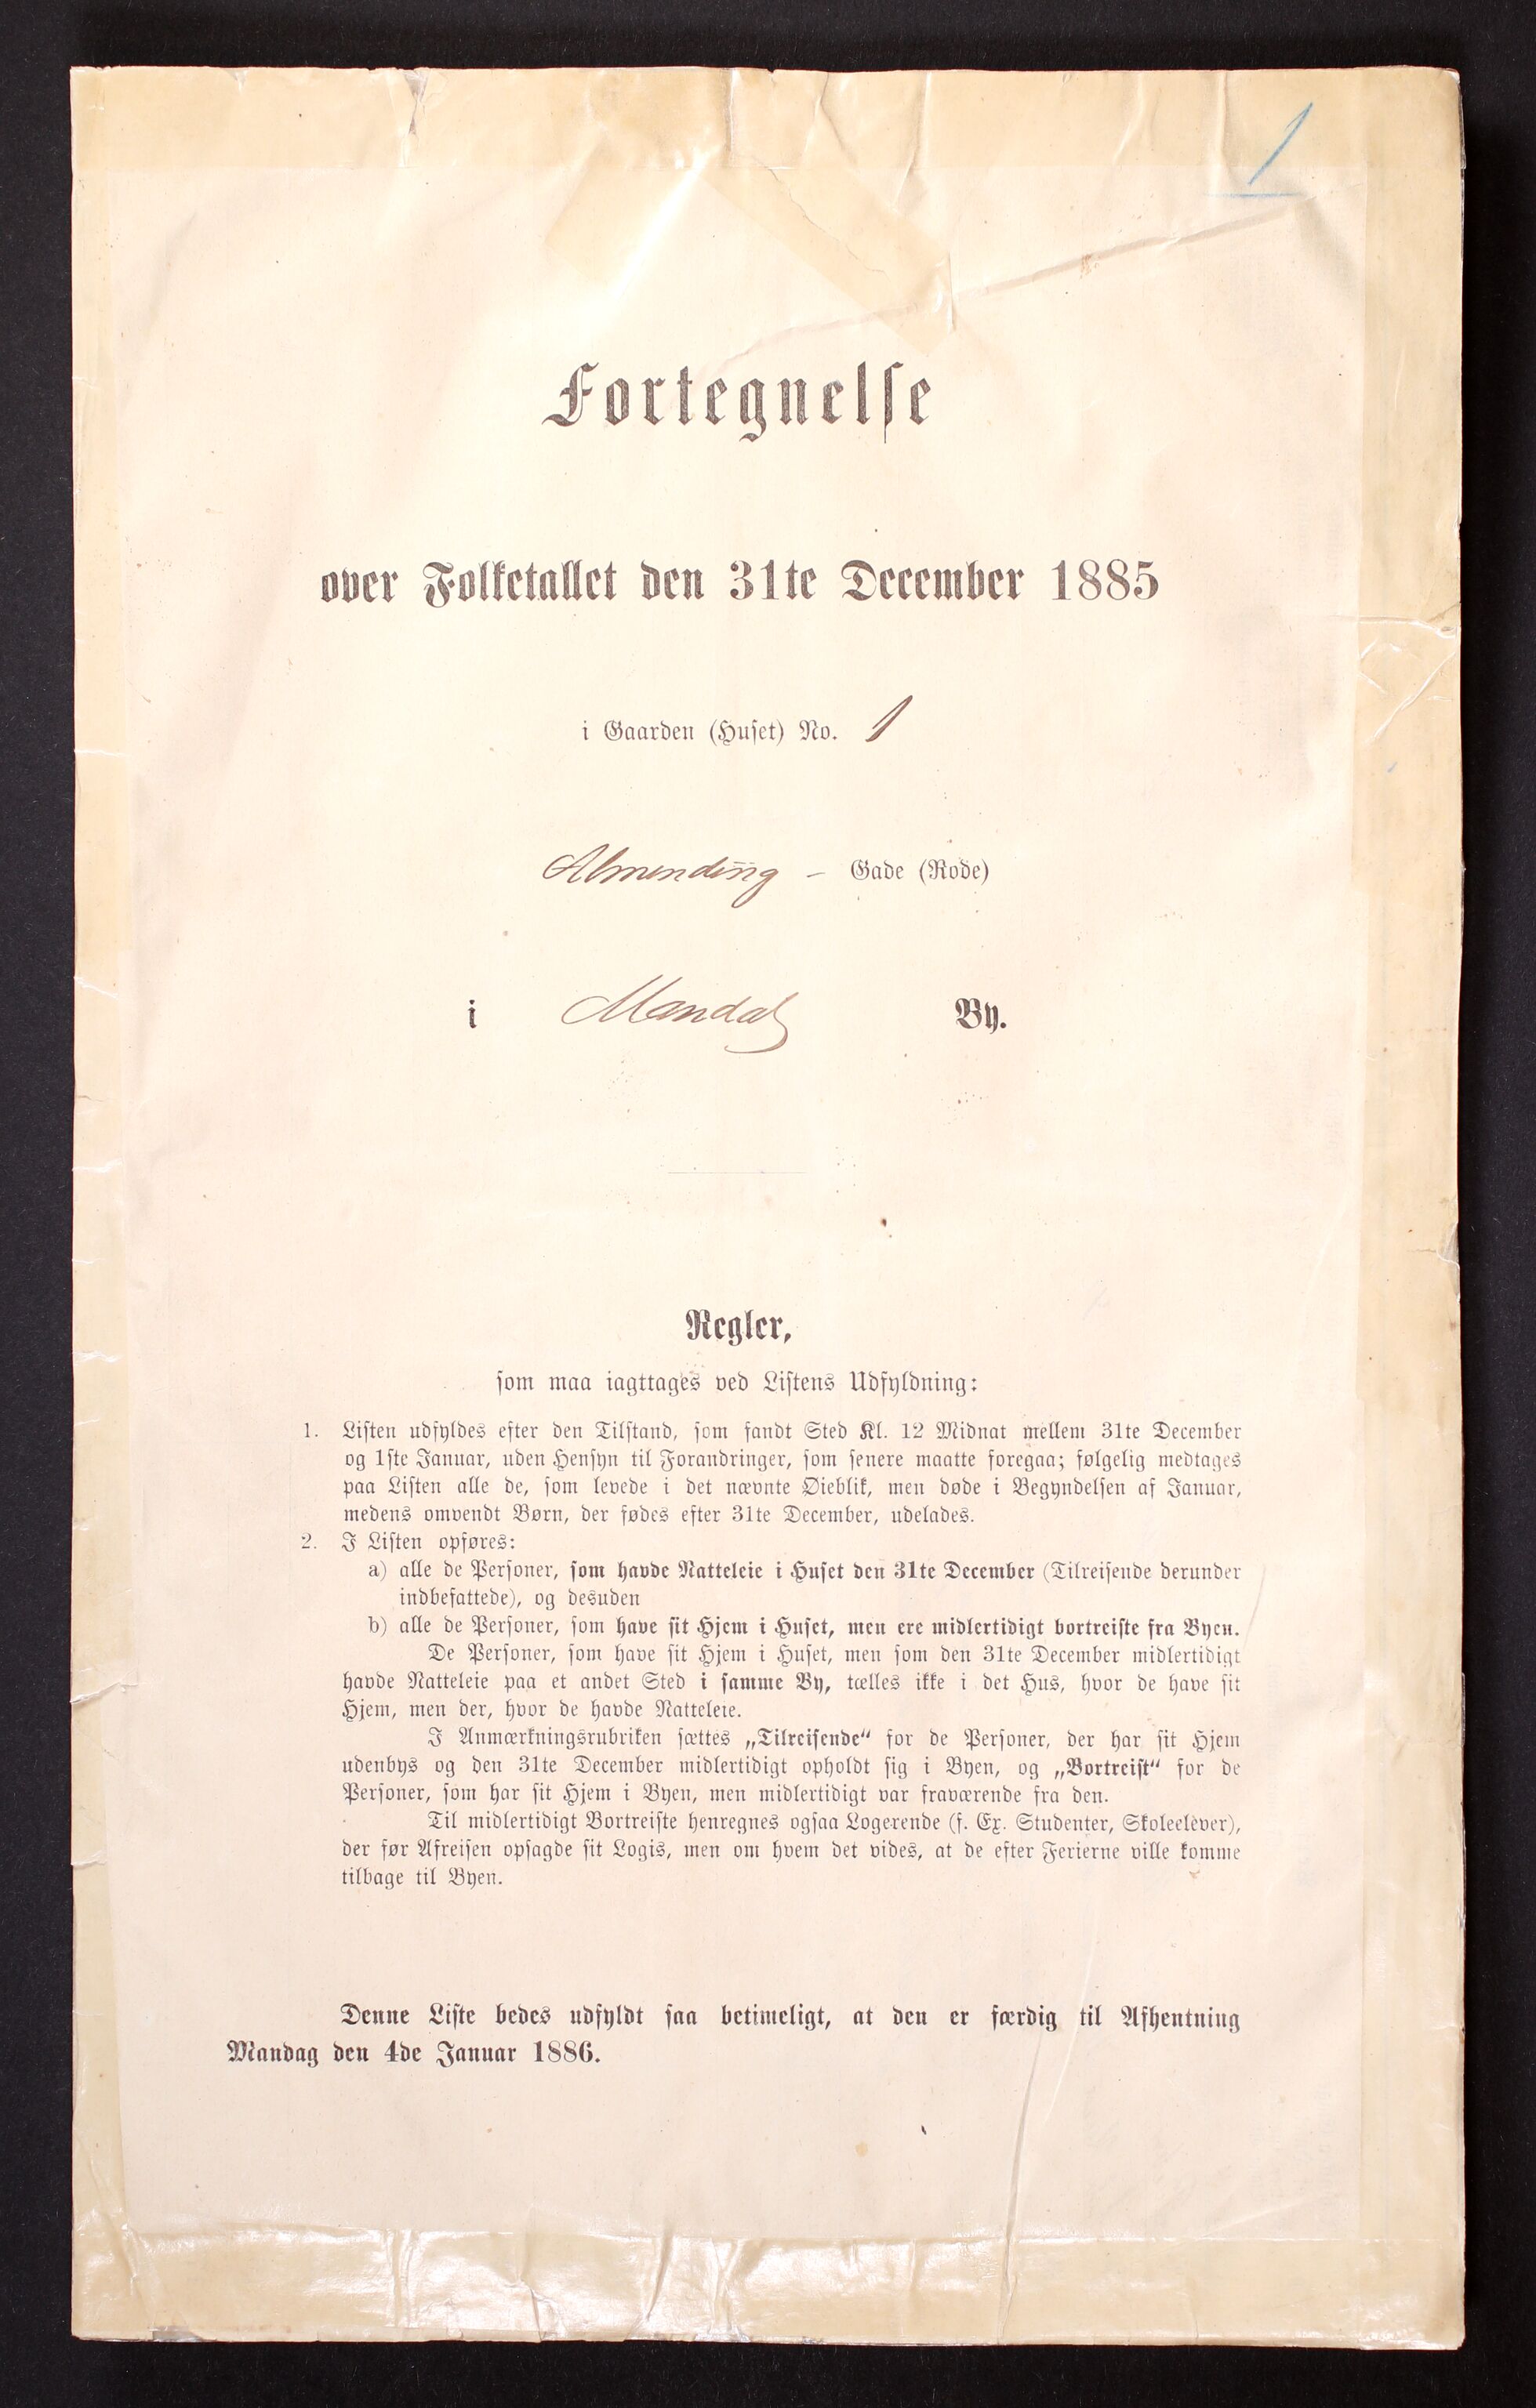 1
Fortegnelse
over Folketallet den 31te December 1885
i Gaarden (Huset) No. 1
Almending - Gade (Rode)
i Mandal By.
Regler,
som maa iagttages ved Listens Udfyldning:
1. Listen udfyldes efter den Tilstand, som fandt Sted Kl. 12 Midnat mellem 31te December
og 1ste Januar, uden Hensyn til Forandringer, som senere maatte foregaa; følgelig medtages
paa Listen alle de, som levede i det nævnte Øieblik, men døde i Begyndelsen af Januar,
medens omvendt Børn, der fødes efter 31te December, udelades.
2. I Listen opføres:
a) alle de Personer, som havde Natteleie i Huset den 31te December (Tilreisende derunder
indbefattede), og desuden
b) alle de Personer, som have sit Hjem i Huset, men ere midlertidigt bortreiste fra Byen.
De Personer, som have sit Hjem i Huset, men som den 31te December midlertidigt
havde Natteleie paa et andet Sted i samme By, tælles ikke i det Hus, hvor de have sit
Hjem, men der, hvor de havde Natteleie.
I Anmærkningsrubriken sættes „Tilreisende“ for de Personer, der har sit Hjem
udenbys og den 31te December midlertidigt opholdt sig i Byen, og „Bortreist“ for de
Personer, som har sit Hjem i Byen, men midlertidigt var fraværende fra den.
Til midlertidigt Bortreiste henregnes ogsaa Logerende (f. Ex. Studenter, Skoleelever),
der før Afreisen opsagde sit Logis, men om hvem det vides, at de efter Ferierne ville komme
tilbage til Byen.
Denne Liste bedes udfyldt saa betimeligt, at den er færdig til Afhentning
Mandag den 4de Januar 1886.